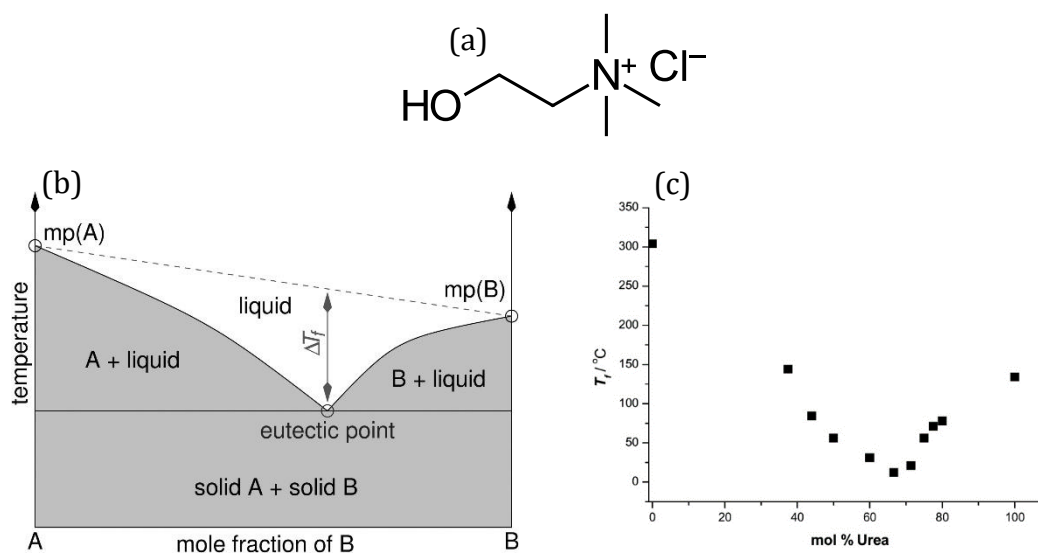 (a)
HO
N+ Cl−
(b)
mp(A)
liquid
mp(B)
ΔTf
A + liquid
B + liquid
eutectic point
solid A + solid B
temperature
A
mole fraction of B
B
(c)
350
300
250
200
150
100
50
0
Tf / °C
0 20 40 60 80 100
mol % Urea